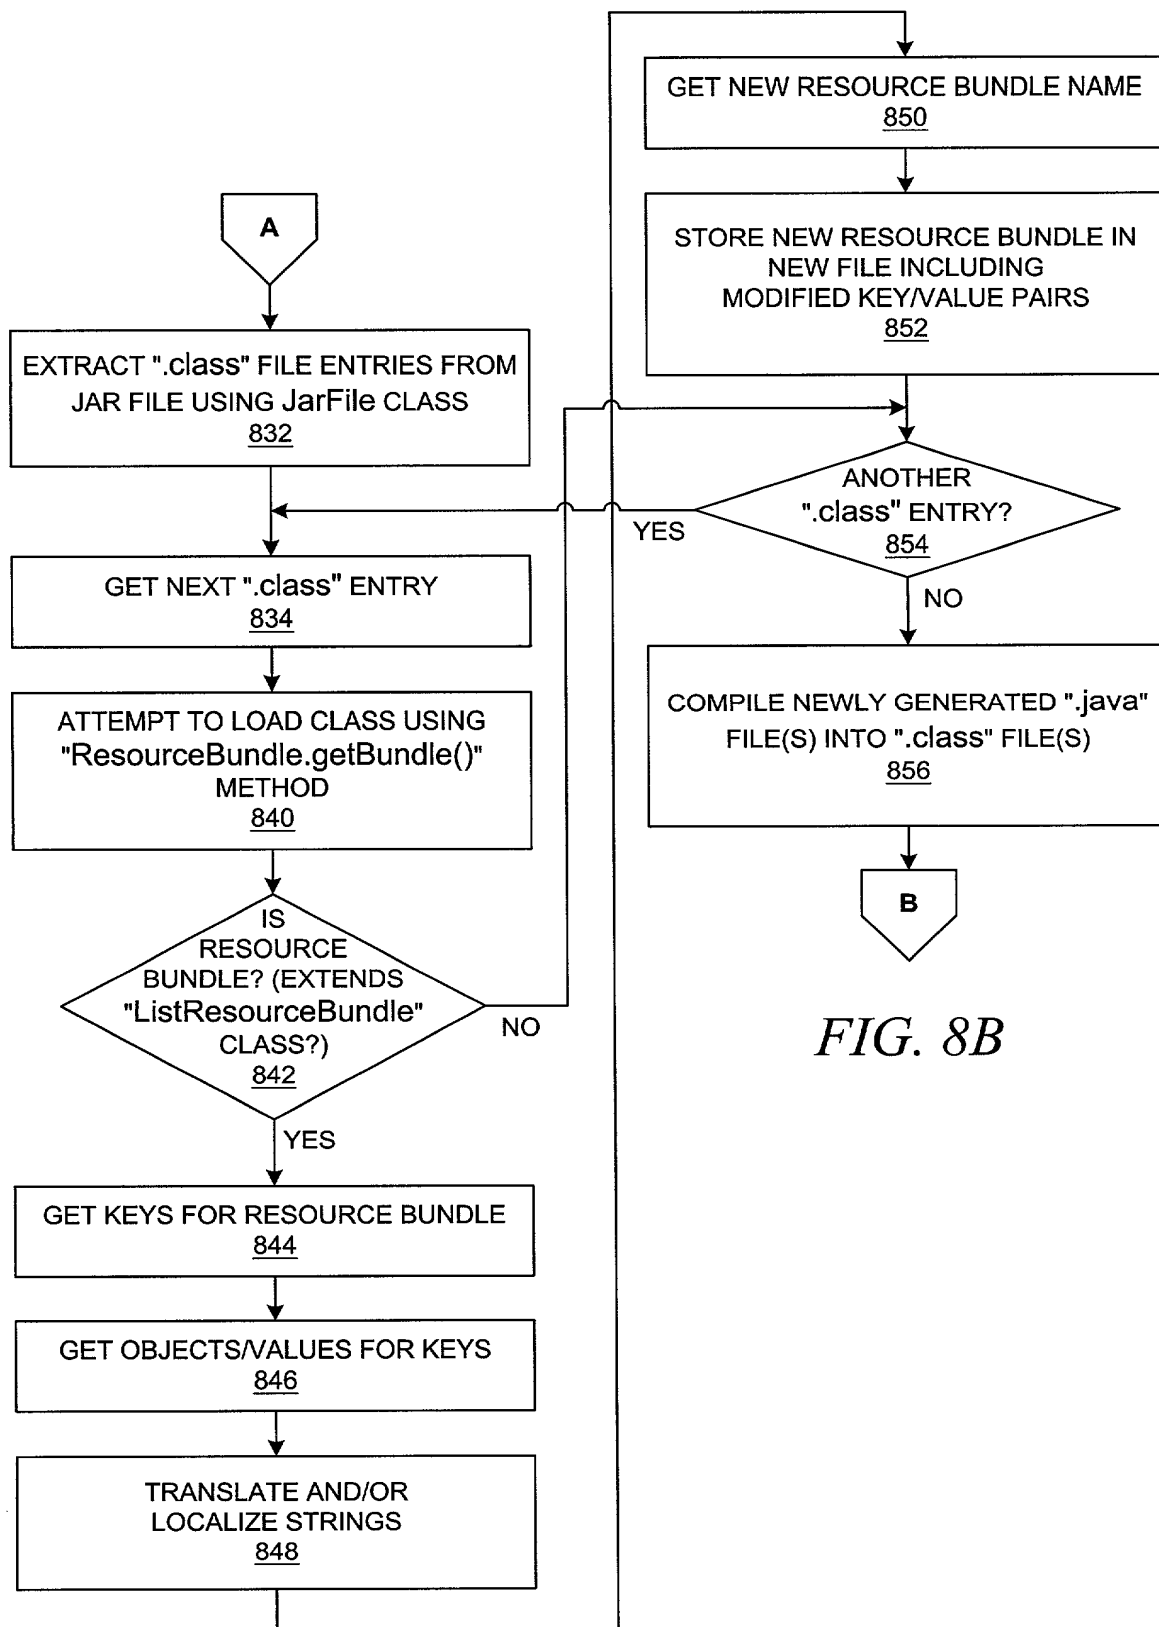 A
EXTRACT ".class" FILE ENTRIES FROM
JAR FILE USING JarFile CLASS
832
GET NEXT ".class" ENTRY
834
ATTEMPT TO LOAD CLASS USING
"ResourceBundle.getBundle()"
METHOD
840
IS
RESOURCE
BUNDLE? (EXTENDS
"ListResourceBundle"
CLASS?)
842
NO
YES
GET KEYS FOR RESOURCE BUNDLE
844
GET OBJECTS/VALUES FOR KEYS
846
TRANSLATE AND/OR
LOCALIZE STRINGS
848
GET NEW RESOURCE BUNDLE NAME
850
STORE NEW RESOURCE BUNDLE IN
NEW FILE INCLUDING
MODIFIED KEY/VALUE PAIRS
852
ANOTHER
".class" ENTRY?
854
YES
NO
COMPILE NEWLY GENERATED ".java"
FILE(S) INTO ".class" FILE(S)
856
B
FIG. 8B